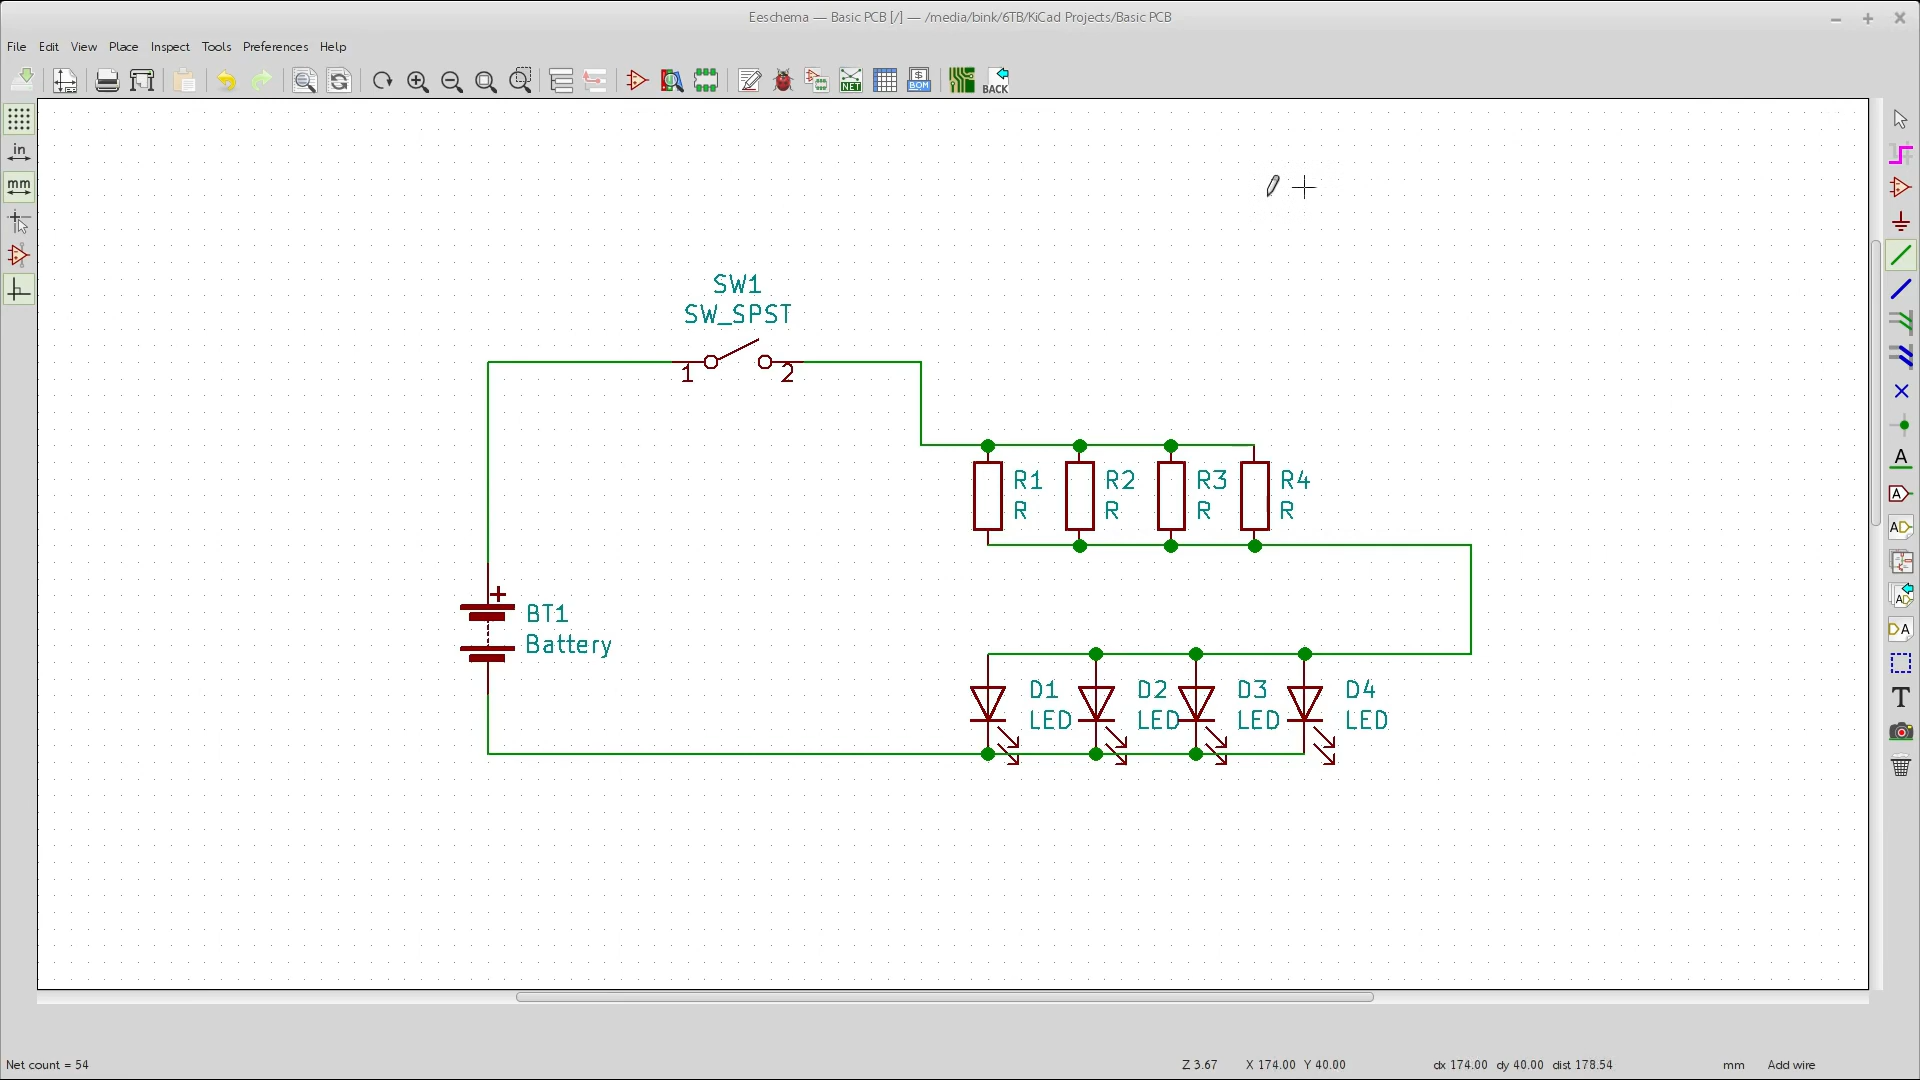 Eeschema — Basic PCB [/] — /media/bink/6TB/KiCad Projects/Basic PCB
File Edit View Place Inspect Tools Preferences Help
NET
$
BOM
BACK
in
mm
SW1
SW_SPST
1 2
R1 R2 R3 R4
R R R R
+
BT1
Battery
D1 D2 D3 D4
LED LED LED LED
A
A
A
A
A
T
Net count = 54 Z 3.67 X 174.00 Y 40.00 dx 174.00 dy 40.00 dist 178.54 mm Add wire